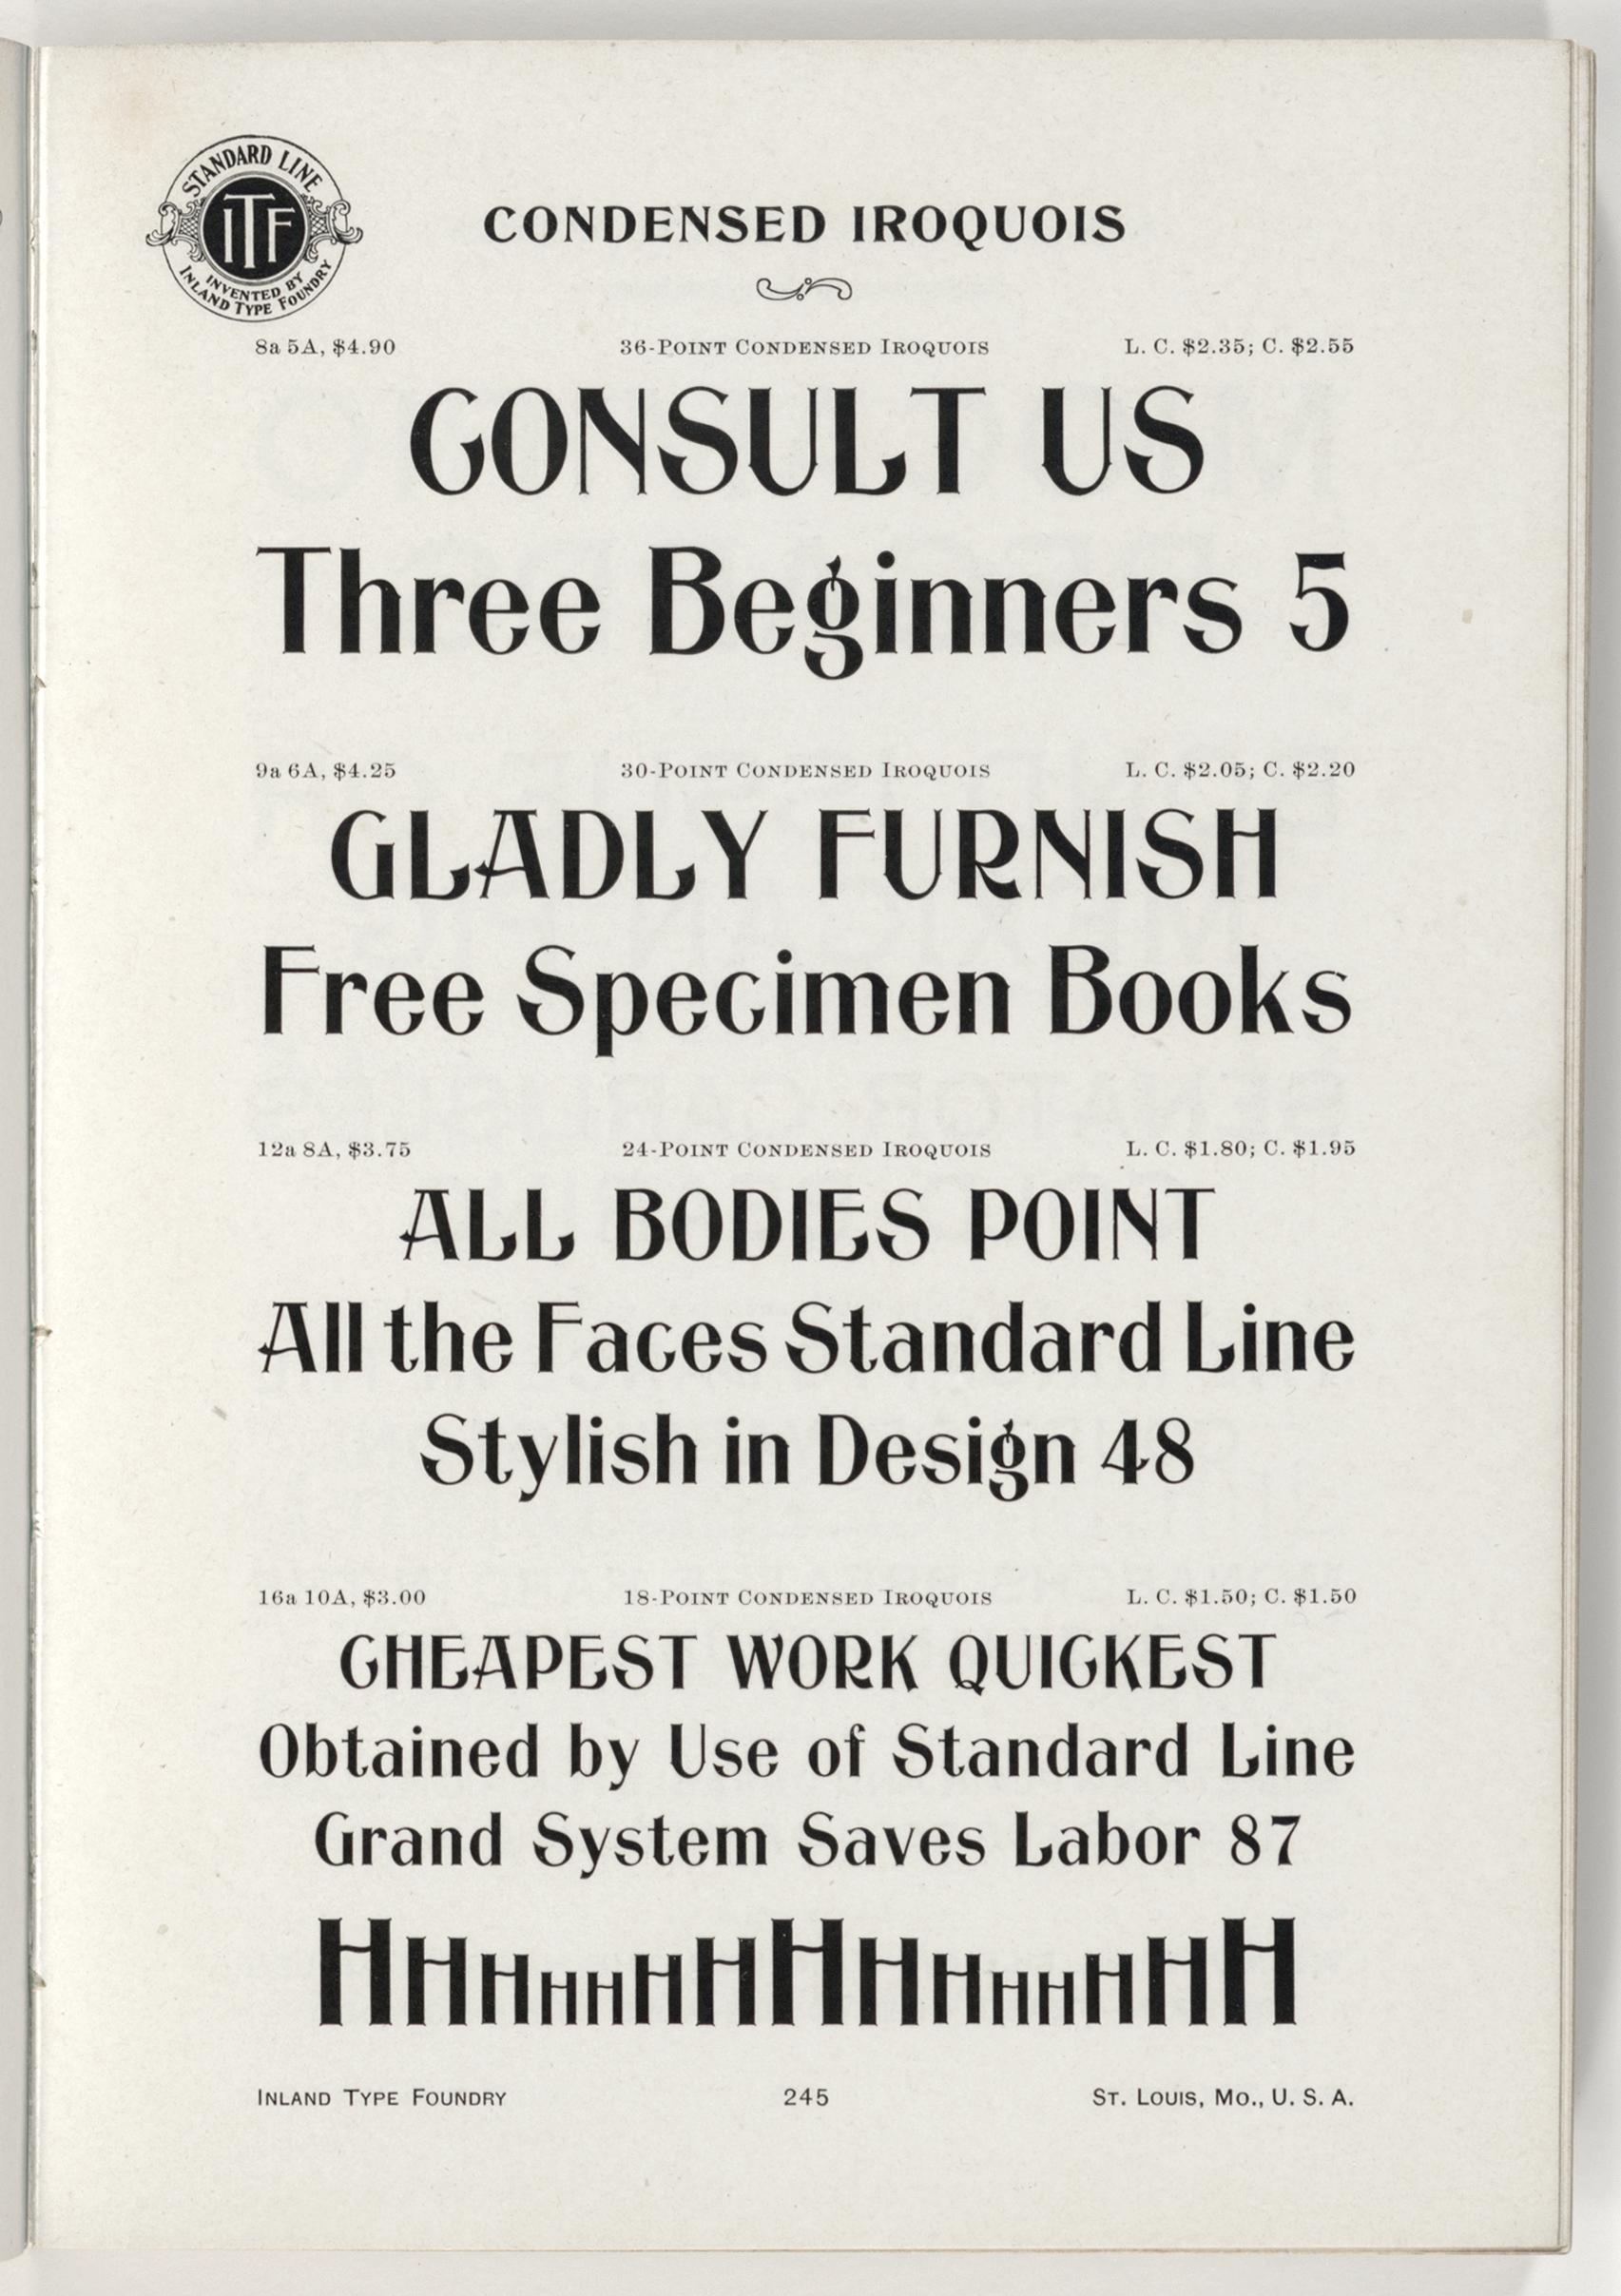 STANDARD LINE
ITF
INVENTED BY
INLAND TYPE FOUNDRY
CONDENSED IROQUOIS
8a 5A, $4.90 36-POINT CONDENSED IROQUOIS L. C. $2.35; C. $2.55
CONSULT US
Three Beginners 5
9a 6A, $4.25 30-POINT CONDENSED IROQUOIS L. C. $2.05; C. $2.20
GLADLY FURNISH
Free Specimen Books
12a 8A, $3.75 24-POINT CONDENSED IROQUOIS L. C. $1.80; C. $1.95
ALL BODIES POINT
All the Faces Standard Line
Stylish in Design 48
16a 10A, $3.00 18-POINT CONDENSED IROQUOIS L. C. $1.50; C. $1.50
CHEAPEST WORK QUICKEST
Obtained by Use of Standard Line
Grand System Saves Labor 87
HHHHHHHHHHHHHHH
INLAND TYPE FOUNDRY 245 ST. LOUIS, MO., U. S. A.